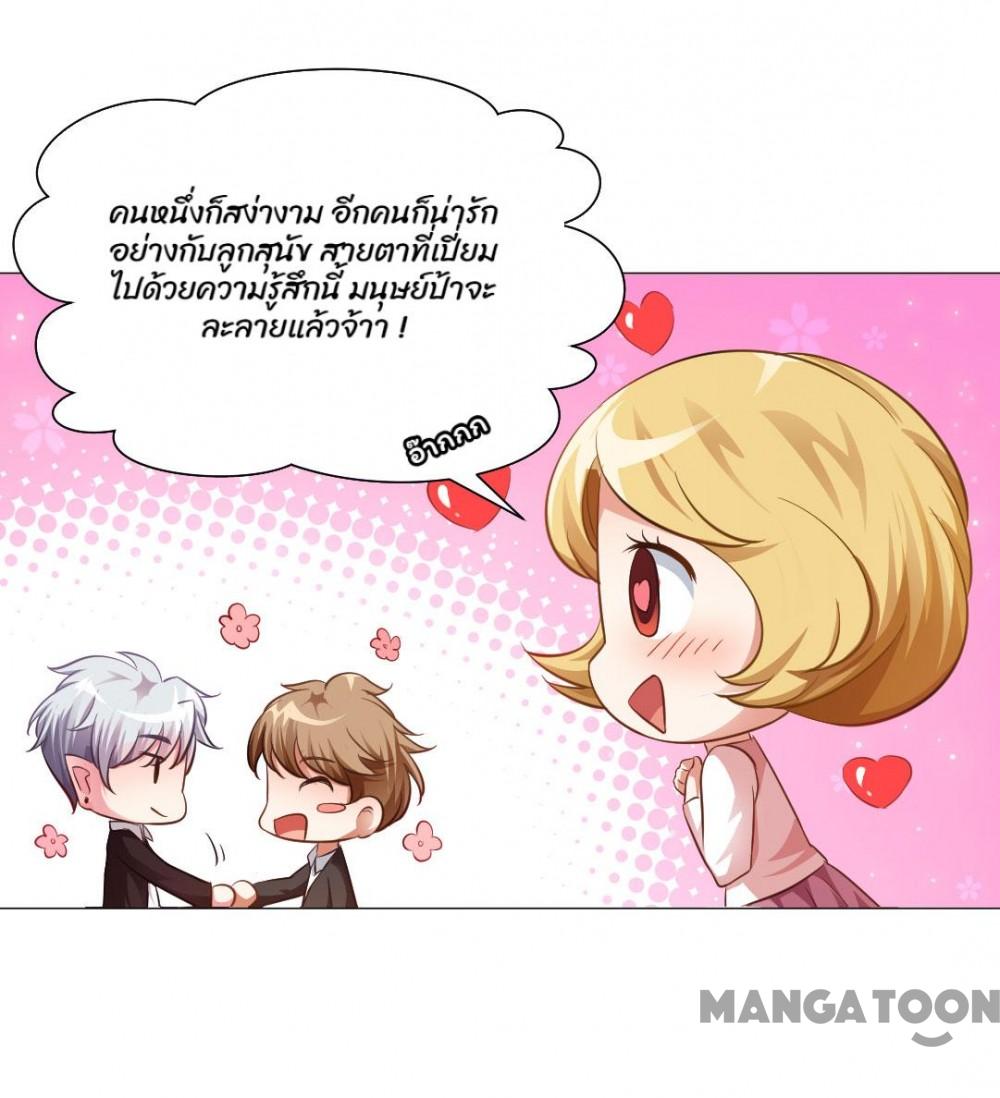 คนหนึ่งก็สง่างาม อีกคนก็น่ารัก
อย่างกับลูกสุนัข สายตาที่เปี่ยม
ไปด้วยความรู้สึกนี้ มนุษย์ป้าจะ
ละลายแล้วจ้าา !
อ๊ากกก
MANGATOON